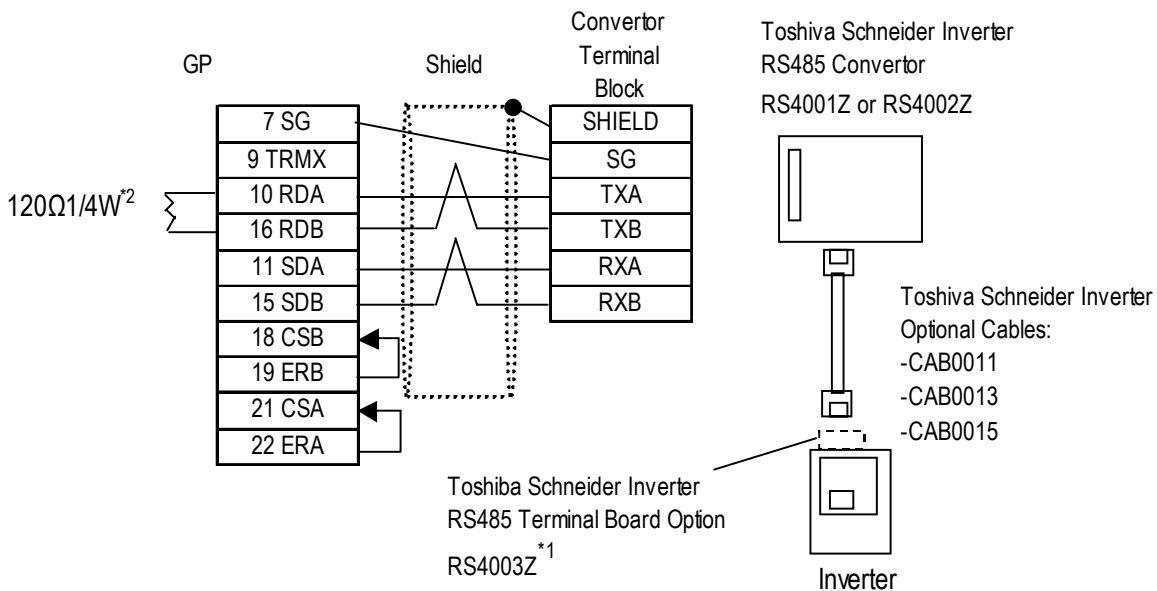 GP
Shield
Convertor
Terminal
Block
7 SG
9 TRMX
10 RDA
16 RDB
11 SDA
15 SDB
18 CSB
19 ERB
21 CSA
22 ERA
120Ω1/4W*2
SHIELD
SG
TXA
TXB
RXA
RXB
Toshiva Schneider Inverter
RS485 Convertor
RS4001Z or RS4002Z
Toshiva Schneider Inverter
Optional Cables:
-CAB0011
-CAB0013
-CAB0015
Toshiba Schneider Inverter
RS485 Terminal Board Option
RS4003Z*1
Inverter